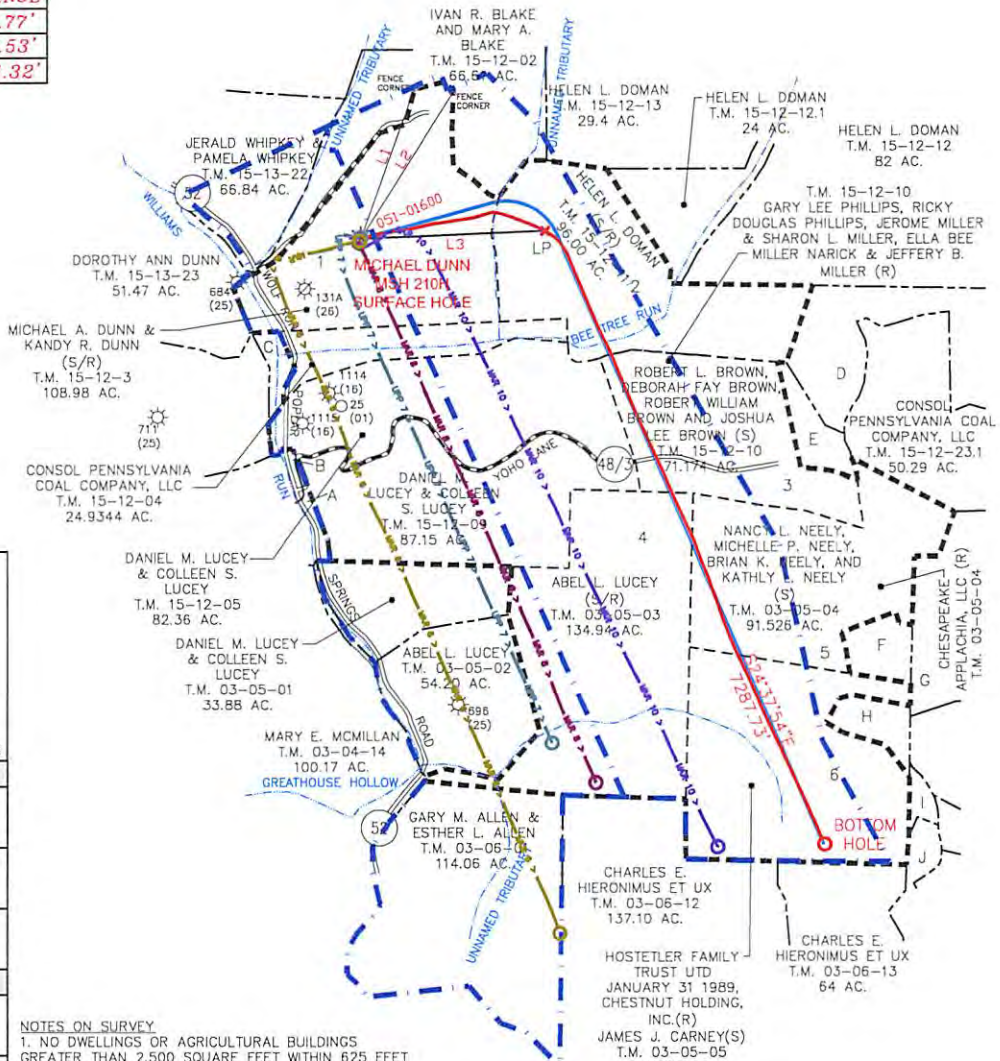 .77'
.53'
.32'
IVAN R. BLAKE
AND MARY A.
BLAKE
T.M. 15-12-02
UNNAMED TRIBUTARY
FENCE
CORNER
FENCE
CORNER
UNNAMED TRIBUTARY
HELEN L. DOMAN
T.M. 15-12-13
29.4 AC.
HELEN L. DOMAN
T.M. 15-12-12.1
24 AC.
HELEN L. DOMAN
T.M. 15-12-12
82 AC.
JERALD WHIPKEY &
PAMELA WHIPKEY
T.M. 15-13-22
66.84 AC.
52
WILLIAMS
L1
L2
051-01600
L3
LP
1
2
HELEN L. DOMAN
(S/R)
96.00 AC.
T.M. 15-12-10
GARY LEE PHILLIPS, RICKY
DOUGLAS PHILLIPS, JEROME MILLER
& SHARON L. MILLER, ELLA BEE
MILLER NARICK & JEFFERY B.
MILLER (R)
DOROTHY ANN DUNN
T.M. 15-13-23
51.47 AC.
684
(25)
WOLF RUN
131A
(26)
MICHAEL DUNN
MSH 210H
SURFACE HOLE
MICHAEL A. DUNN &
KANDY R. DUNN
(S/R)
T.M. 15-12-3
108.98 AC.
BEE TREE RUN
C
1114
(16)
25
(01)
1115
(16)
POPLAR
711
(25)
ROBERT L. BROWN,
DEBORAH FAY BROWN,
ROBERT WILLIAM
BROWN AND JOSHUA
LEE BROWN (S)
T.M. 15-12-10
71.174 AC.
D
E
CONSOL
PENNSYLVANIA COAL
COMPANY, LLC
T.M. 15-12-23.1
50.29 AC.
CONSOL PENNSYLVANIA
COAL COMPANY, LLC
T.M. 15-12-04
24.9344 AC.
RUN
B
A
YOHO LANE
48/3
3
4
DANIEL M.
LUCEY & COLLEEN
S. LUCEY
T.M. 15-12-09
87.15 AC.
DANIEL M. LUCEY
& COLLEEN S.
LUCEY
T.M. 15-12-05
82.36 AC.
NANCY L. NEELY,
MICHELLE P. NEELY,
BRIAN K. NEELY, AND
KATHLY L. NEELY
(S)
T.M. 03-05-04
91.526 AC.
CHESAPEAKE
APPLACHIA, LLC (R)
T.M. 03-05-04
SPRINGS
ROAD
DANIEL M. LUCEY
& COLLEEN S.
LUCEY
T.M. 03-05-01
33.88 AC.
ABEL L. LUCEY
(S/R)
T.M. 03-05-03
134.94 AC.
ABEL L. LUCEY
T.M. 03-05-02
54.20 AC.
5
F
G
H
6
I
J
S24°37'54"E
7287.73'
696
(25)
MARY E. MCMILLAN
T.M. 03-04-14
100.17 AC.
GREATHOUSE HOLLOW
52
GARY M. ALLEN &
ESTHER L. ALLEN
114.06 AC.
UNNAMED TRIBUTARY
BOTTOM
HOLE
CHARLES E.
HIERONIMUS ET UX
T.M. 03-06-12
137.10 AC.
CHARLES E.
HIERONIMUS ET UX
T.M. 03-06-13
64 AC.
HOSTETLER FAMILY
TRUST UTD
JANUARY 31 1989,
CHESTNUT HOLDING,
INC.(R)
JAMES J. CARNEY(S)
T.M. 03-05-05
NOTES ON SURVEY
1. NO DWELLINGS OR AGRICULTURAL BUILDINGS
GREATER THAN 2,500 SQUARE FEET WITHIN 625 FEET